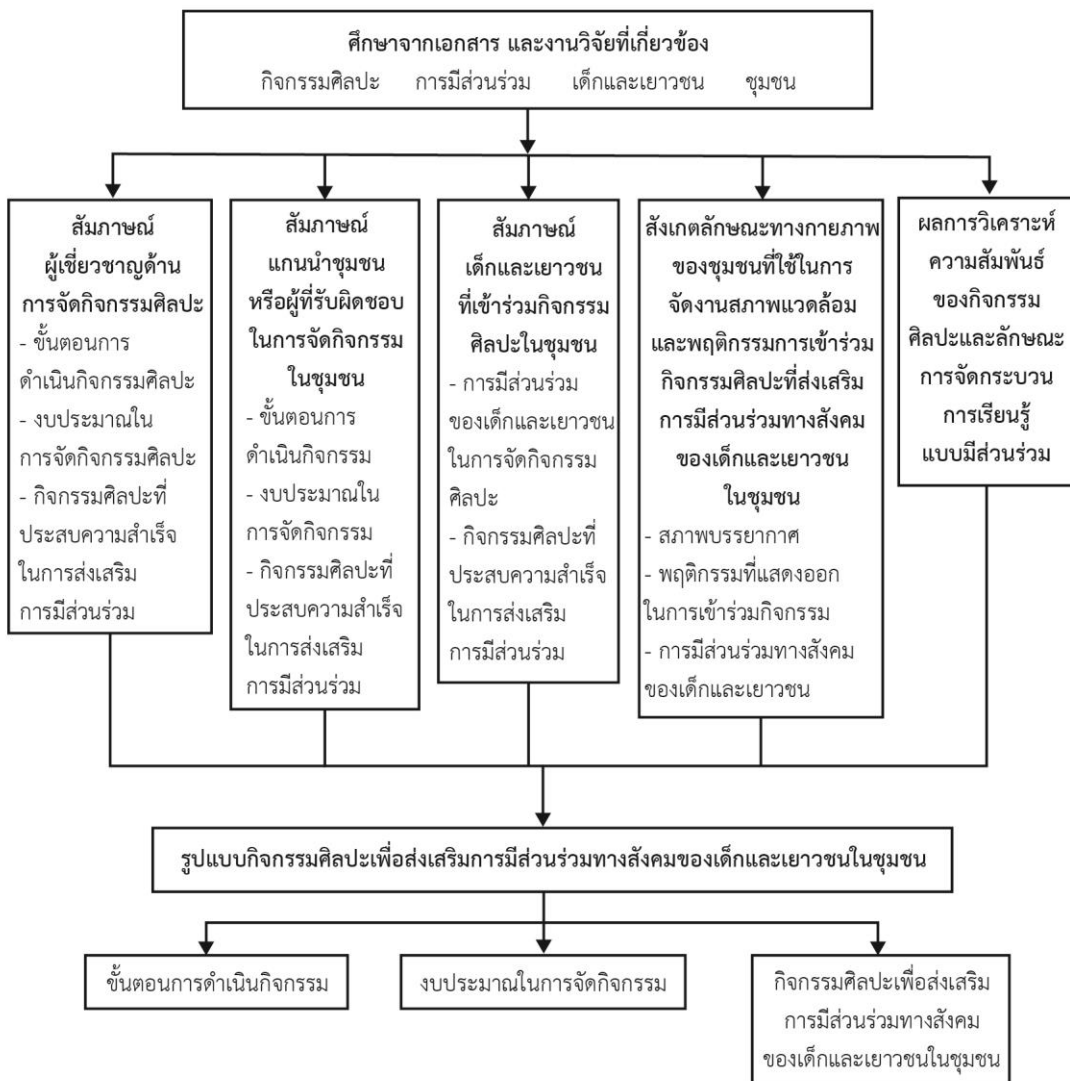 ศึกษาจากเอกสาร และงานวิจัยที่เกี่ยวข้อง
กิจกรรมศิลปะ การมีส่วนร่วม เด็กและเยาวชน ชุมชน
สัมภาษณ์
ผู้เชี่ยวชาญด้าน
การจัดกิจกรรมศิลปะ
- ขั้นตอนการ
ดำเนินกิจกรรมศิลปะ
- งบประมาณใน
การจัดกิจกรรมศิลปะ
- กิจกรรมศิลปะที่
ประสบความสำเร็จ
ในการส่งเสริม
การมีส่วนร่วม
สัมภาษณ์
แกนนำชุมชน
หรือผู้ที่รับผิดชอบ
ในการจัดกิจกรรม
ในชุมชน
- ขั้นตอนการ
ดำเนินกิจกรรม
- งบประมาณใน
การจัดกิจกรรม
- กิจกรรมศิลปะที่
ประสบความสำเร็จ
ในการส่งเสริม
การมีส่วนร่วม
สัมภาษณ์
เด็กและเยาวชน
ที่เข้าร่วมกิจกรรม
ศิลปะในชุมชน
- การมีส่วนร่วม
ของเด็กและเยาวชน
ในการจัดกิจกรรม
ศิลปะ
- กิจกรรมศิลปะที่
ประสบความสำเร็จ
ในการส่งเสริม
การมีส่วนร่วม
สังเกตลักษณะทางกายภาพ
ของชุมชนที่ใช้ในการ
จัดงานสภาพแวดล้อม
และพฤติกรรมการเข้าร่วม
กิจกรรมศิลปะที่ส่งเสริม
การมีส่วนร่วมทางสังคม
ของเด็กและเยาวชน
ในชุมชน
- สภาพบรรยากาศ
- พฤติกรรมที่แสดงออก
ในการเข้าร่วมกิจกรรม
- การมีส่วนร่วมทางสังคม
ของเด็กและเยาวชน
ผลการวิเคราะห์
ความสัมพันธ์
ของกิจกรรม
ศิลปะและลักษณะ
การจัดกระบวน
การเรียนรู้
แบบมีส่วนร่วม
รูปแบบกิจกรรมศิลปะเพื่อส่งเสริมการมีส่วนร่วมทางสังคมของเด็กและเยาวชนในชุมชน
ขั้นตอนการดำเนินกิจกรรม
งบประมาณในการจัดกิจกรรม
กิจกรรมศิลปะเพื่อส่งเสริม
การมีส่วนร่วมทางสังคม
ของเด็กและเยาวชนในชุมชน